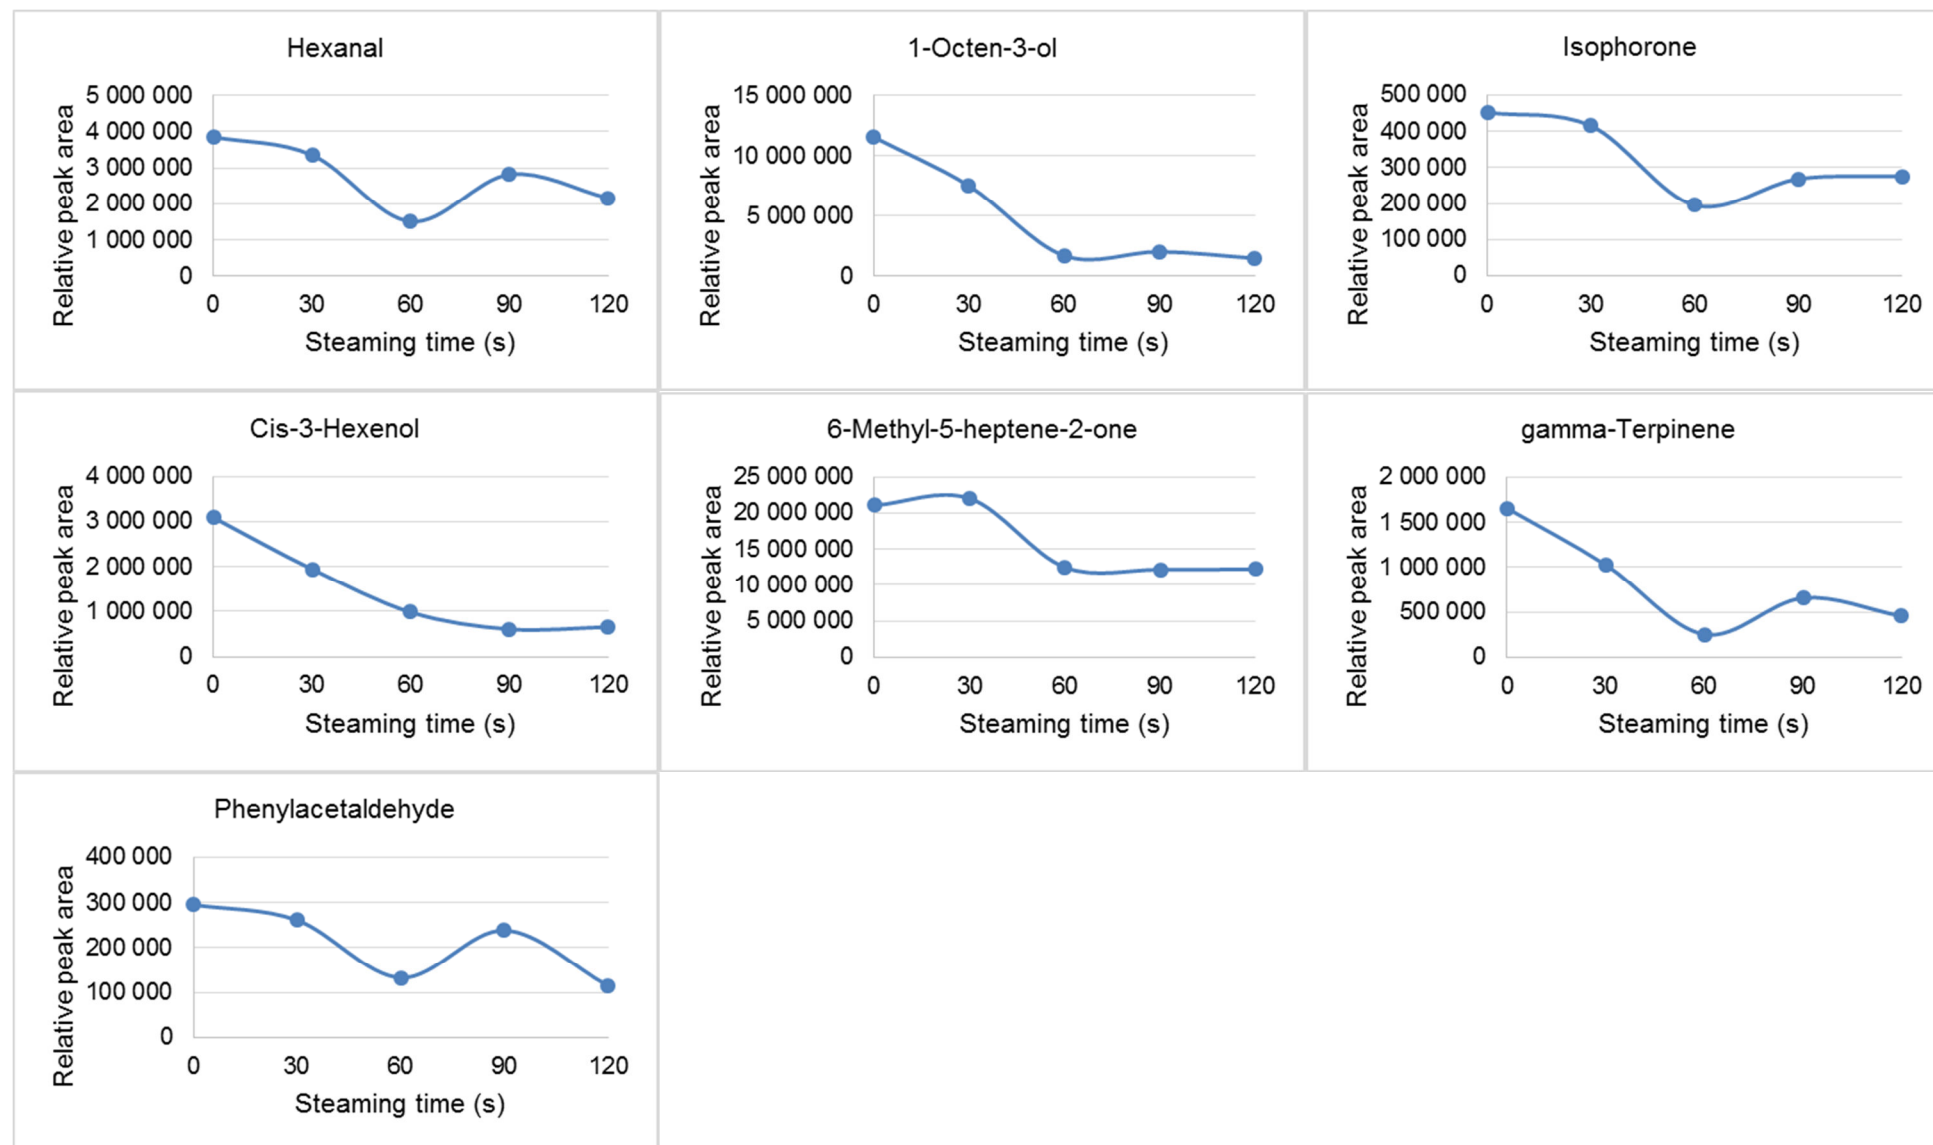 Hexanal
Relative peak area
5 000 000
4 000 000
3 000 000
2 000 000
1 000 000
0
0 30 60 90 120
Steaming time (s)
1-Octen-3-ol
Relative peak area
15 000 000
10 000 000
5 000 000
0
0 30 60 90 120
Steaming time (s)
Isophorone
Relative peak area
500 000
400 000
300 000
200 000
100 000
0
0 30 60 90 120
Steaming time (s)
Cis-3-Hexenol
Relative peak area
4 000 000
3 000 000
2 000 000
1 000 000
0
0 30 60 90 120
Steaming time (s)
6-Methyl-5-heptene-2-one
Relative peak area
25 000 000
20 000 000
15 000 000
10 000 000
5 000 000
0
0 30 60 90 120
Steaming time (s)
gamma-Terpinene
Relative peak area
2 000 000
1 500 000
1 000 000
500 000
0
0 30 60 90 120
Steaming time (s)
Phenylacetaldehyde
Relative peak area
400 000
300 000
200 000
100 000
0
0 30 60 90 120
Steaming time (s)